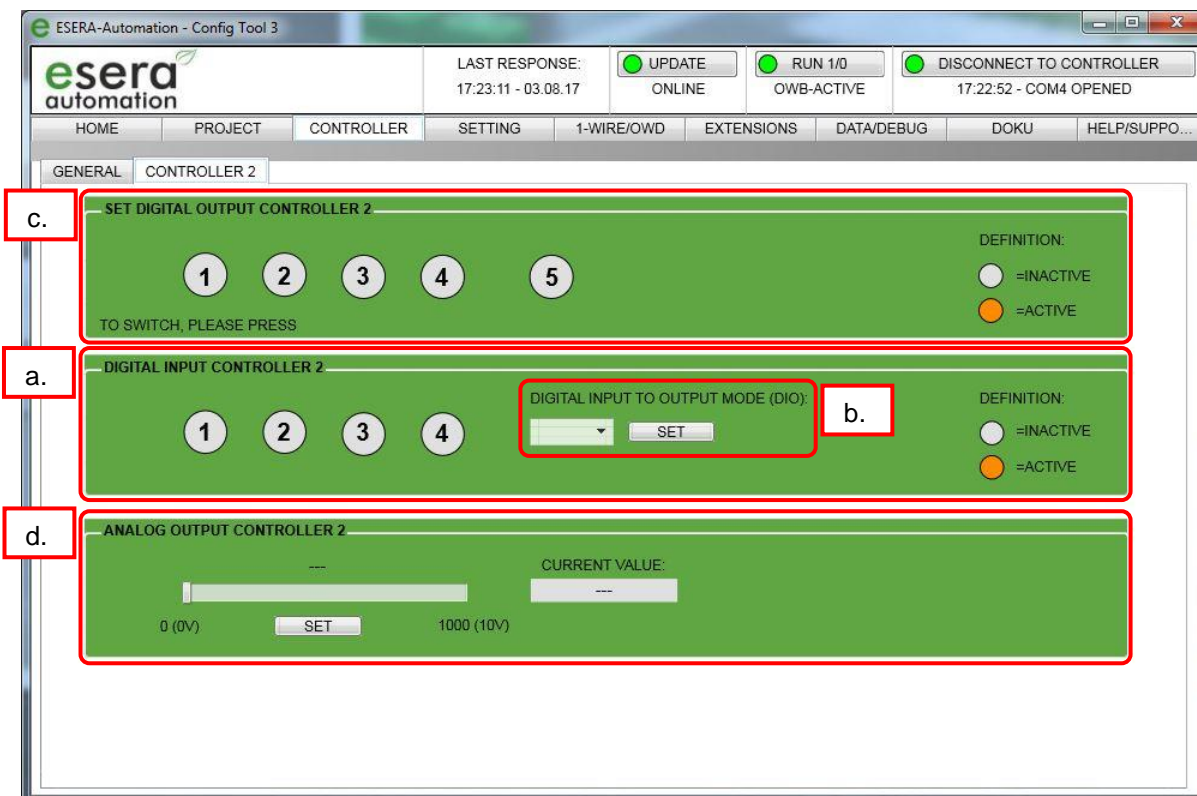 ESERA-Automation - Config Tool 3
esera
automation
LAST RESPONSE:
17:23:11 - 03.08.17
UPDATE
ONLINE
RUN 1/0
OWB-ACTIVE
DISCONNECT TO CONTROLLER
17:22:52 - COM4 OPENED
HOME PROJECT CONTROLLER SETTING 1-WIRE/OWD EXTENSIONS DATA/DEBUG DOKU HELP/SUPPO...
GENERAL CONTROLLER 2
c.
SET DIGITAL OUTPUT CONTROLLER 2
1 2 3 4 5
TO SWITCH, PLEASE PRESS
DEFINITION:
=INACTIVE
=ACTIVE
a.
DIGITAL INPUT CONTROLLER 2
1 2 3 4
DIGITAL INPUT TO OUTPUT MODE (DIO):
SET
b.
DEFINITION:
=INACTIVE
=ACTIVE
d.
ANALOG OUTPUT CONTROLLER 2
---
0 (0V) SET 1000 (10V)
CURRENT VALUE:
---